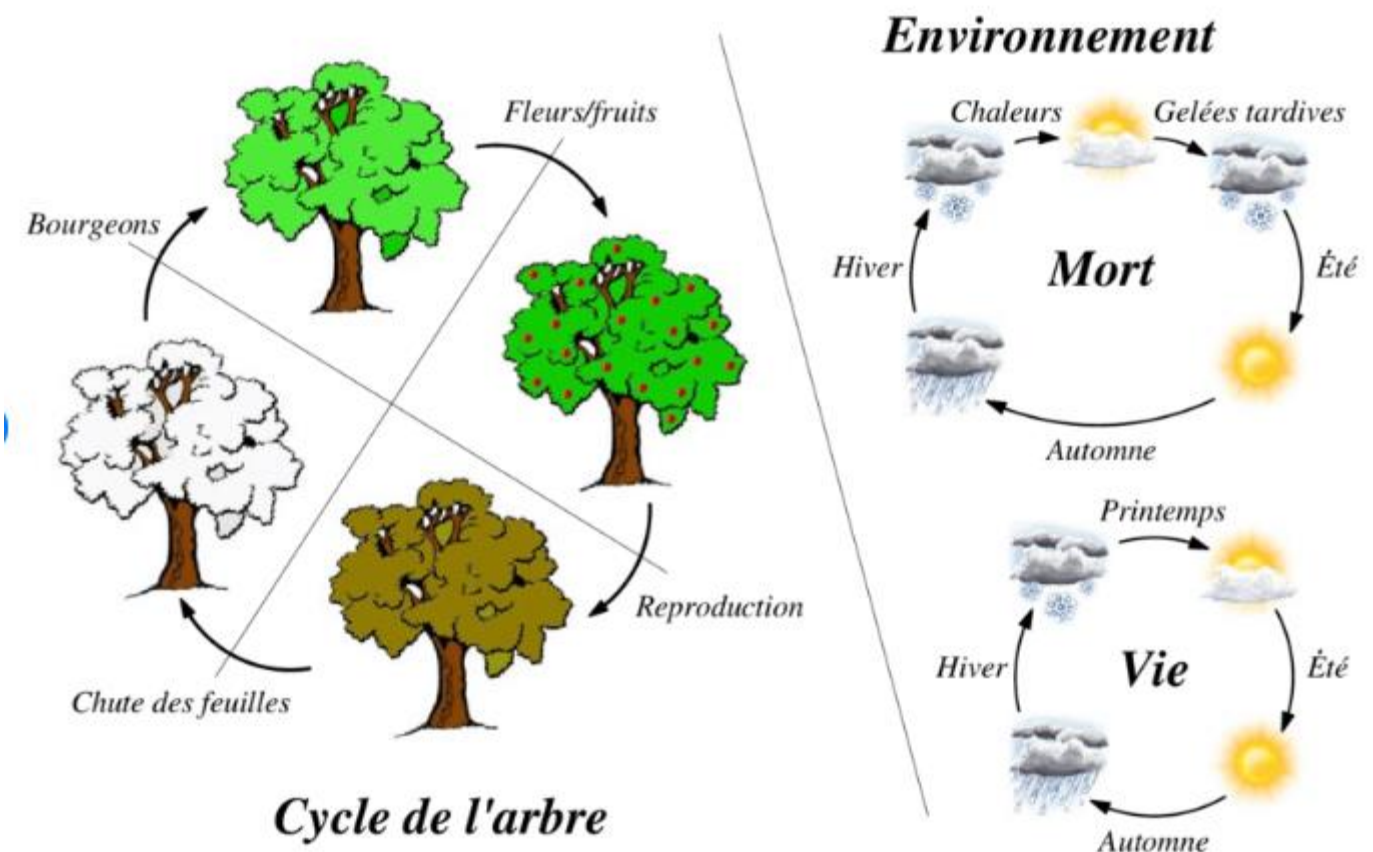 Environnement
Chaleurs
Gelées tardives
Fleurs/fruits
Bourgeons
Hiver
Mort
Été
Automne
Printemps
Reproduction
Hiver
Vie
Été
Chute des feuilles
Cycle de l'arbre
Automne